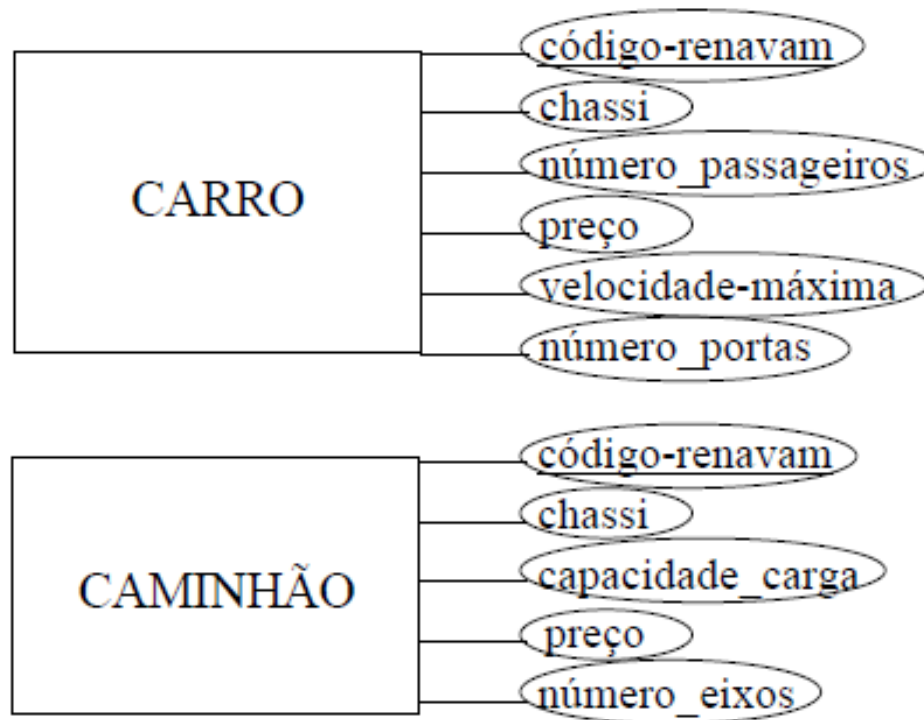 CARRO
código-renavam
chassi
número_passageiros
preço
velocidade-máxima
número_portas
CAMINHÃO
código-renavam
chassi
capacidade_carga
preço
número_eixos